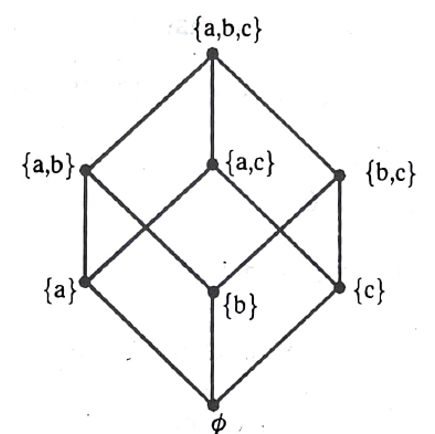 {a,b,c}
{a,b} {a,c} {b,c}
{a} {b} {c}
ϕ